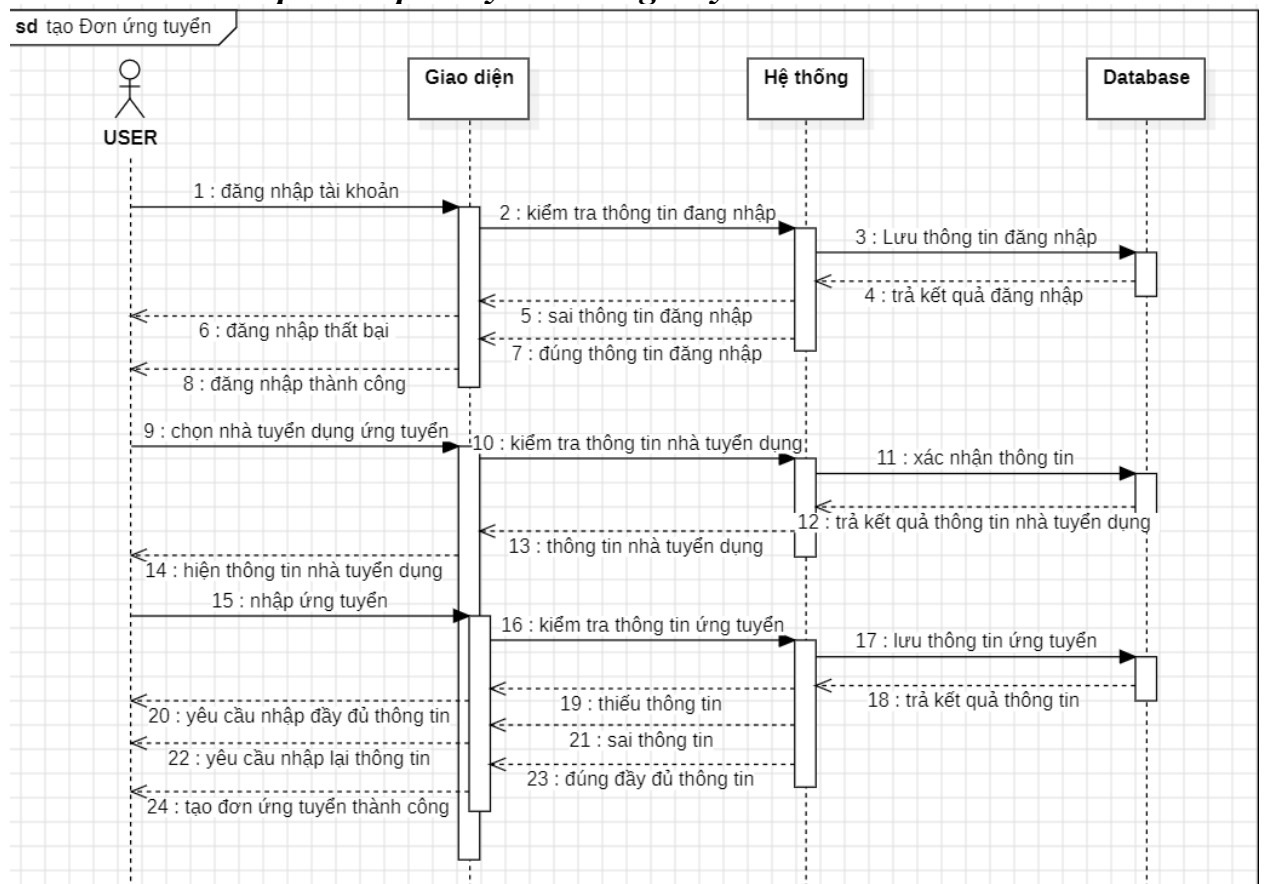 sd tạo Đơn ứng tuyển
USER
Giao diện
Hệ thống
Database
1 : đăng nhập tài khoản
2 : kiểm tra thông tin đang nhập
3 : Lưu thông tin đăng nhập
4 : trả kết quả đăng nhập
5 : sai thông tin đăng nhập
6 : đăng nhập thất bại
7 : đúng thông tin đăng nhập
8 : đăng nhập thành công
9 : chọn nhà tuyển dụng ứng tuyển
10 : kiểm tra thông tin nhà tuyển dụng
11 : xác nhận thông tin
12 : trả kết quả thông tin nhà tuyển dụng
13 : thông tin nhà tuyển dụng
14 : hiện thông tin nhà tuyển dụng
15 : nhập ứng tuyển
16 : kiểm tra thông tin ứng tuyển
17 : lưu thông tin ứng tuyển
18 : trả kết quả thông tin
19 : thiếu thông tin
20 : yêu cầu nhập đầy đủ thông tin
21 : sai thông tin
22 : yêu cầu nhập lại thông tin
23 : đúng đầy đủ thông tin
24 : tạo đơn ứng tuyển thành công